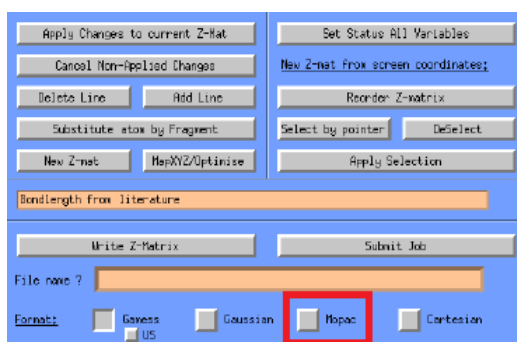 Apply Changes to current Z-Mat
Set Status All Variables
Cancel Non-Applied Changes
New Z-mat from screen coordinates:
Delete Line
Add Line
Reorder Z-matrix
Substitute atom by Fragment
Select by pointer
DeSelect
New Z-mat
MapXYZ/Optimise
Apply Selection
Bondlength from literature
Write Z-Matrix
Submit Job
File name ?
Format:
Gamess
US
Gaussian
Mopac
Cartesian